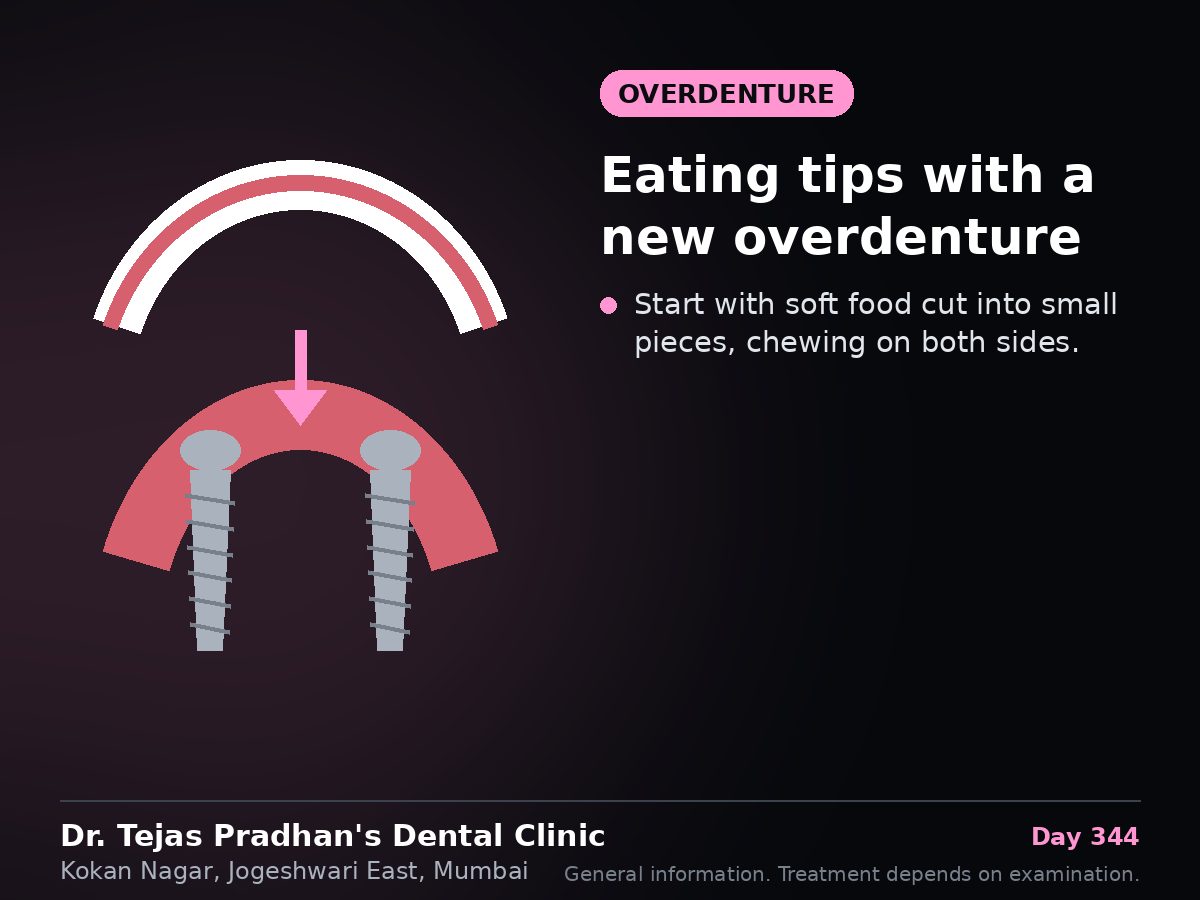 OVERDENTURE
Eating tips with a
new overdenture
Start with soft food cut into small
pieces, chewing on both sides.
Dr. Tejas Pradhan's Dental Clinic
Day 344
Kokan Nagar, Jogeshwari East, Mumbai
General information. Treatment depends on examination.